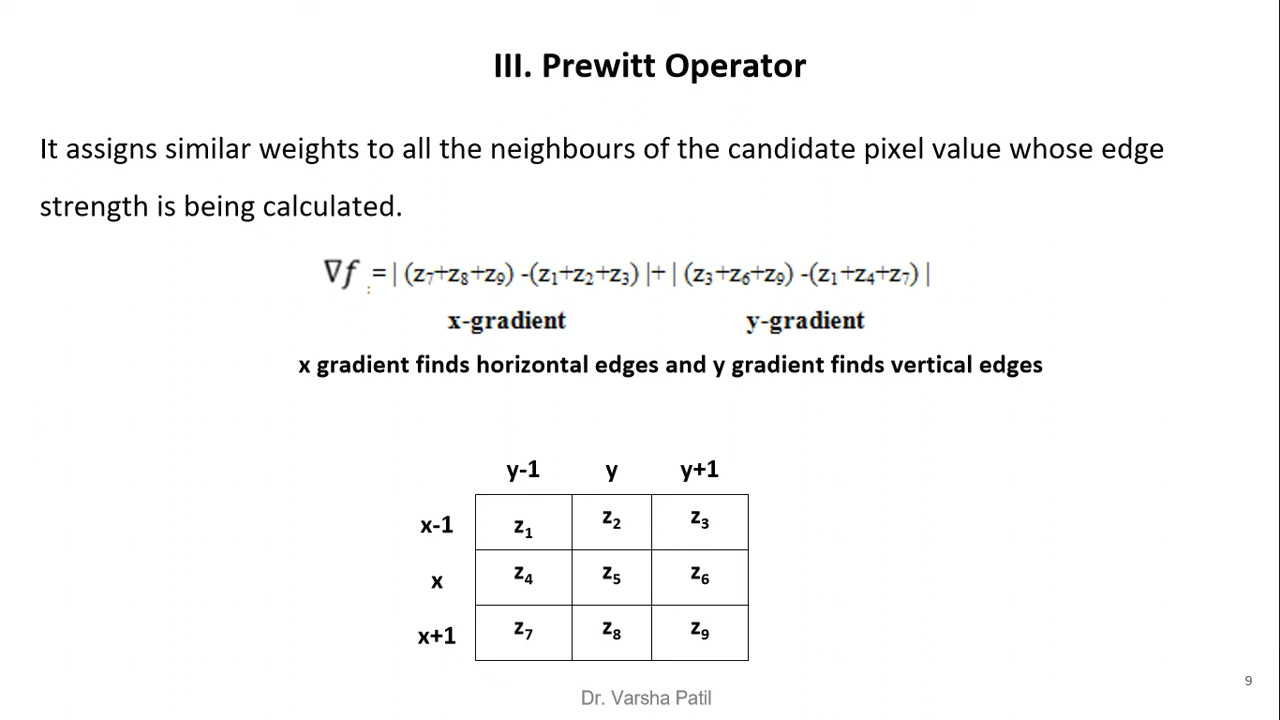 III. Prewitt Operator
It assigns similar weights to all the neighbours of the candidate pixel value whose edge
strength is being calculated.
∇f = | (z₇+z₈+z₉) -(z₁+z₂+z₃) |+ | (z₃+z₆+z₉) -(z₁+z₄+z₇) |
x-gradient y-gradient
x gradient finds horizontal edges and y gradient finds vertical edges
y-1 y y+1
x-1 z₁ z₂ z₃
x z₄ z₅ z₆
x+1 z₇ z₈ z₉
Dr. Varsha Patil
9